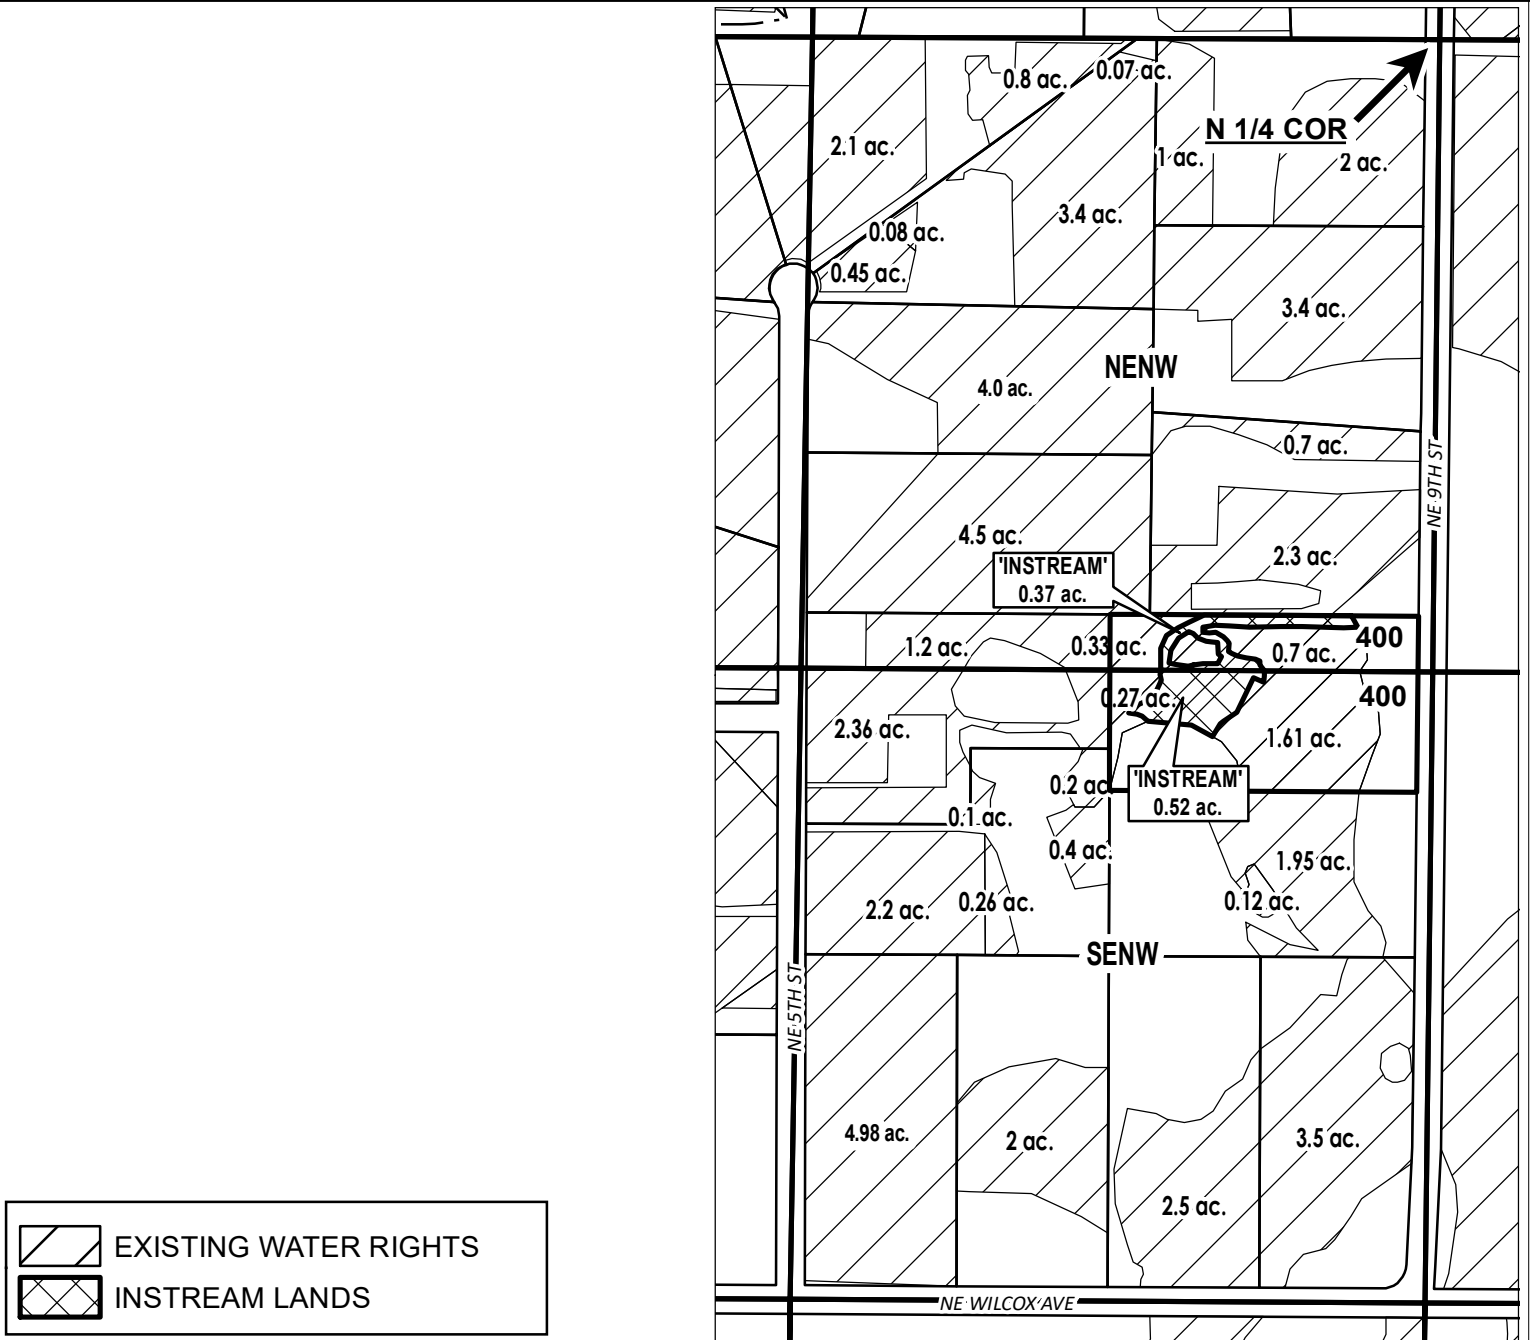 0.8 ac.
0.07 ac.
N 1/4 COR
2.1 ac.
1 ac.
2 ac.
3.4 ac.
0.08 ac.
0.45 ac.
3.4 ac.
NENW
4.0 ac.
0.7 ac.
NE 9TH ST
4.5 ac.
2.3 ac.
'INSTREAM'
0.37 ac.
1.2 ac.
0.33 ac.
0.7 ac.
400
0.27 ac.
400
2.36 ac.
1.61 ac.
0.2 ac
'INSTREAM'
0.52 ac.
0.1 ac.
0.4 ac.
1.95 ac.
0.12 ac.
2.2 ac.
0.26 ac.
SENW
NE 5TH ST
4.98 ac.
2 ac.
3.5 ac.
2.5 ac.
EXISTING WATER RIGHTS
INSTREAM LANDS
NE WILCOX AVE